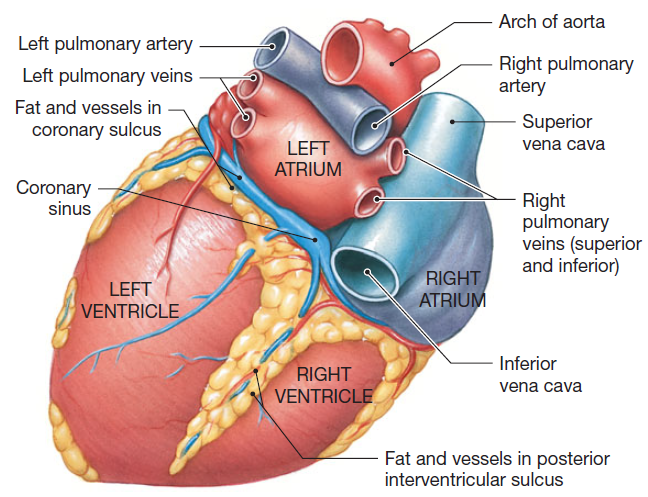 Arch of aorta
Left pulmonary artery
Right pulmonary
artery
Left pulmonary veins
Fat and vessels in
coronary sulcus
Superior
vena cava
LEFT
ATRIUM
Coronary
sinus
Right
pulmonary
veins (superior
and inferior)
RIGHT
ATRIUM
LEFT
VENTRICLE
RIGHT
VENTRICLE
Inferior
vena cava
Fat and vessels in posterior
interventricular sulcus